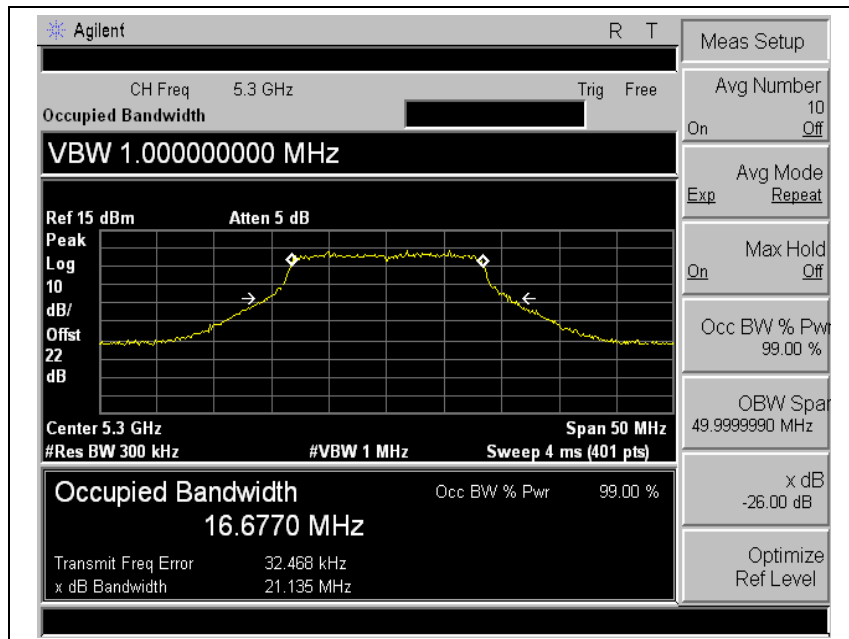 Agilent R T
CH Freq 5.3 GHz Trig Free
Occupied Bandwidth
VBW 1.000000000 MHz
Ref 15 dBm Atten 5 dB
Peak
Log
10
dB/
Offst
22
dB
Center 5.3 GHz Span 50 MHz
#Res BW 300 kHz #VBW 1 MHz Sweep 4 ms (401 pts)
Occupied Bandwidth Occ BW % Pwr 99.00 %
16.6770 MHz
Transmit Freq Error 32.468 kHz
x dB Bandwidth 21.135 MHz
Meas Setup
Avg Number
10
On Off
Avg Mode
Exp Repeat
Max Hold
On Off
Occ BW % Pwr
99.00 %
OBW Span
49.9999990 MHz
x dB
-26.00 dB
Optimize
Ref Level